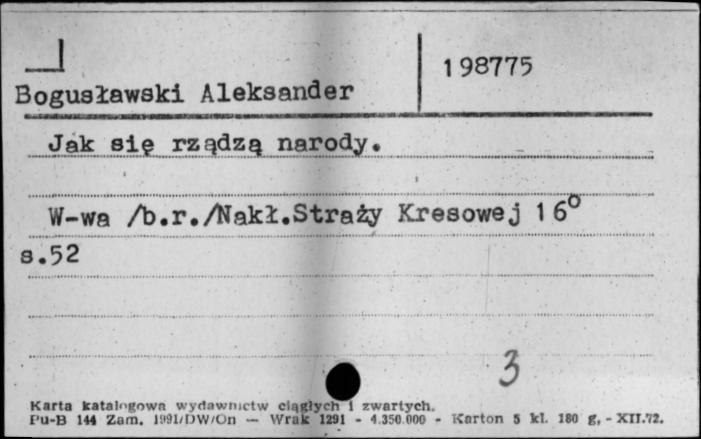 198775
Bogusławski Aleksander
Jak się rządzą narody.
W-wa /b.r./Nakł.Straży Kresowej 16°
s.52
3
Karta katalogowa wydawnictw ciągłych i zwartych.
Pu-B 144 Zam. 1991/DW/On — Wrak 1291 - 4.350.000 - Karton 5 kl. 180 g. - XII.72.